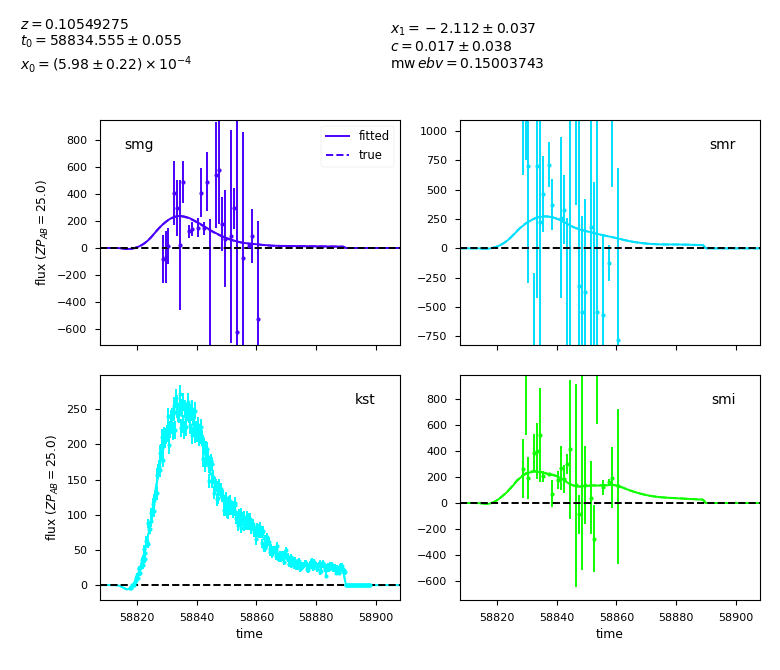 z = 0.10549275
t₀ = 58834.555 ± 0.055
x₀ = (5.98 ± 0.22) × 10⁻⁴
x₁ = −2.112 ± 0.037
c = 0.017 ± 0.038
mw ebv = 0.15003743
800
600
400
200
0
−200
−400
−600
flux (ZP_AB = 25.0)
smg
fitted
true
1000
750
500
250
0
−250
−500
−750
smr
250
200
150
100
50
0
flux (ZP_AB = 25.0)
kst
58820 58840 58860 58880 58900
time
800
600
400
200
0
−200
−400
−600
smi
58820 58840 58860 58880 58900
time